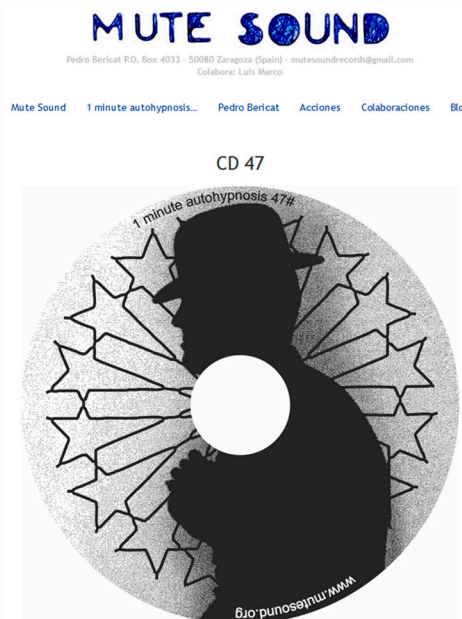 MUTE SOUND
Pedro Bericat P.O. Box 4033 - 50080 Zaragoza (Spain) - mutesoundrecords@gmail.com
Colabora: Luis Marco
Mute Sound 1 minute autohypnosis... Pedro Bericat Acciones Colaboraciones Blo
CD 47
1 minute autohypnosis 47#
www.mutesound.org